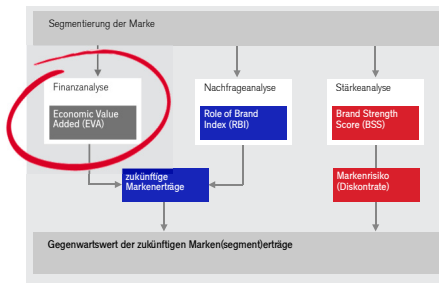 Segmentierung der Marke
Finanzanalyse
Nachfrageanalyse
Stärkeanalyse
Economic Value
Added (EVA)
Role of Brand
Index (RBI)
Brand Strength
Score (BSS)
zukünftige
Markenerträge
Markenrisiko
(Diskontrate)
Gegenwartswert der zukünftigen Marken(segment)erträge